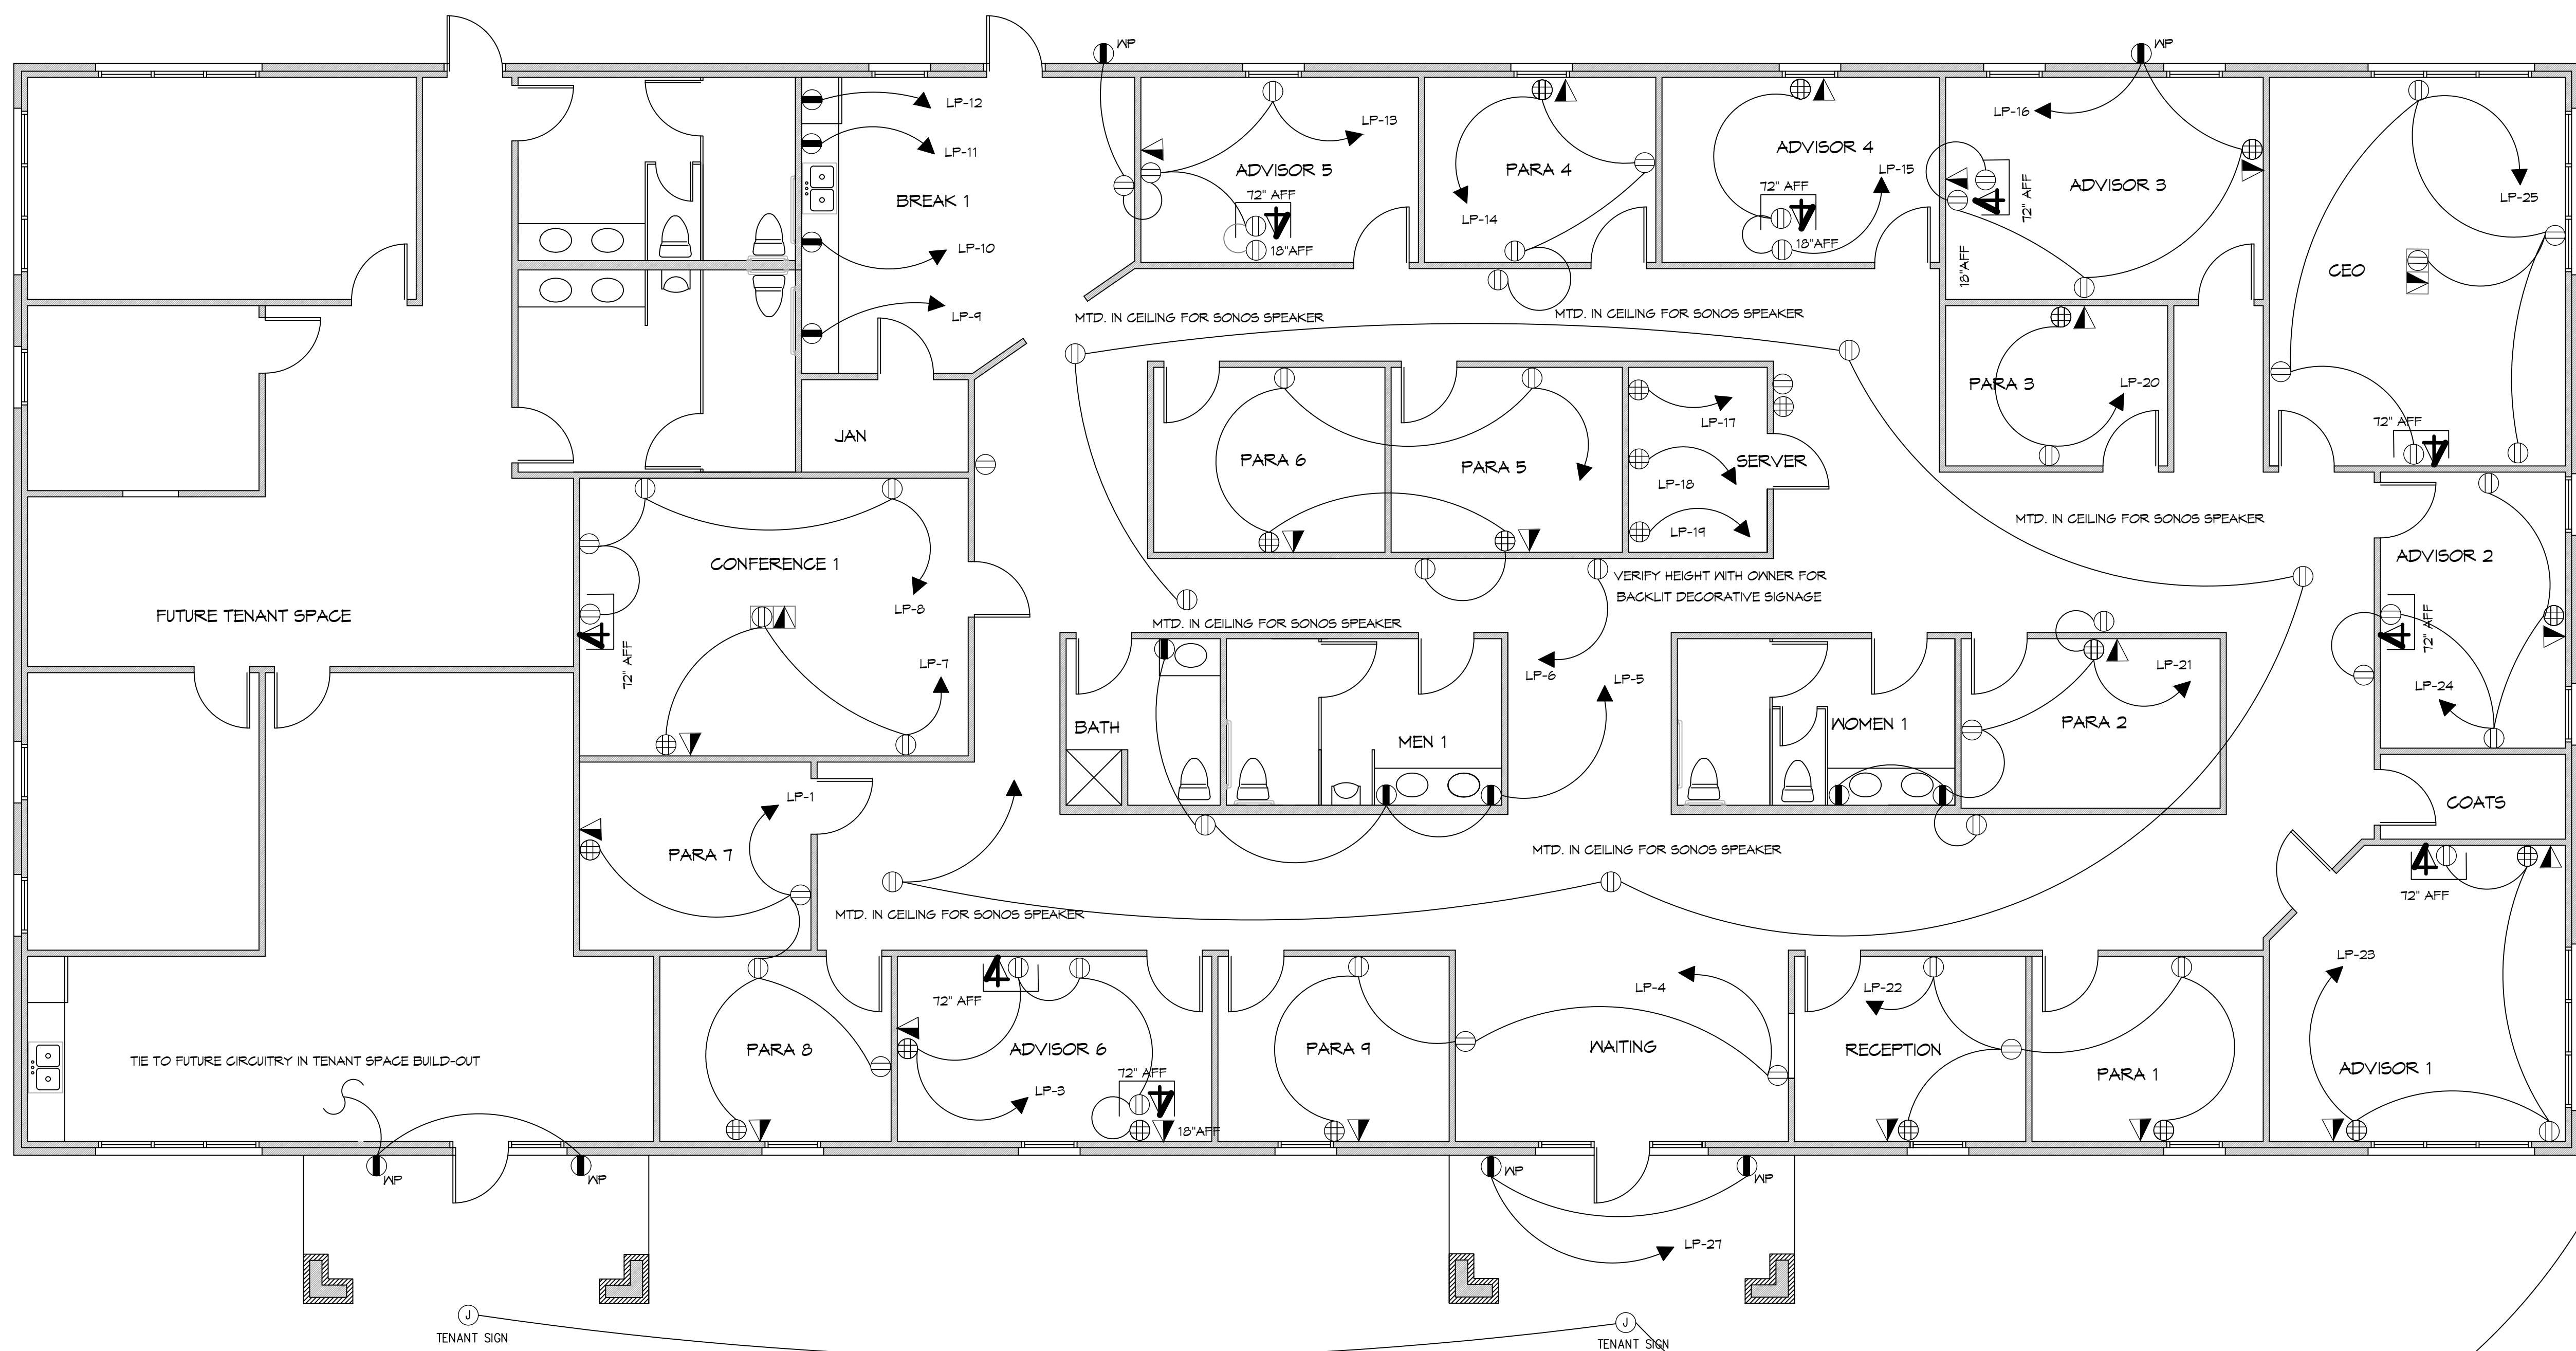 WP
WP
LP-12
LP-11
BREAK 1
LP-10
LP-9
JAN
LP-13
ADVISOR 5
72" AFF
4
18"AFF
PARA 4
LP-14
ADVISOR 4
LP-15
72" AFF
4
18"AFF
LP-16
ADVISOR 3
4
72" AFF
18"AFF
LP-25
CEO
72" AFF
4
MTD. IN CEILING FOR SONOS SPEAKER
MTD. IN CEILING FOR SONOS SPEAKER
PARA 3
LP-20
PARA 6
PARA 5
LP-17
SERVER
LP-18
LP-19
MTD. IN CEILING FOR SONOS SPEAKER
ADVISOR 2
4
72" AFF
LP-24
CONFERENCE 1
LP-8
4
72" AFF
LP-7
FUTURE TENANT SPACE
VERIFY HEIGHT WITH OWNER FOR
BACKLIT DECORATIVE SIGNAGE
MTD. IN CEILING FOR SONOS SPEAKER
LP-6
LP-5
BATH
MEN 1
WOMEN 1
PARA 2
LP-21
COATS
LP-1
PARA 7
MTD. IN CEILING FOR SONOS SPEAKER
MTD. IN CEILING FOR SONOS SPEAKER
4
72" AFF
LP-23
ADVISOR 1
TIE TO FUTURE CIRCUITRY IN TENANT SPACE BUILD-OUT
PARA 8
4
72" AFF
ADVISOR 6
LP-3
72" AFF
4
18"AFF
PARA 9
LP-4
WAITING
LP-22
RECEPTION
PARA 1
WP
WP
WP
WP
LP-27
J
TENANT SIGN
J
TENANT SIGN